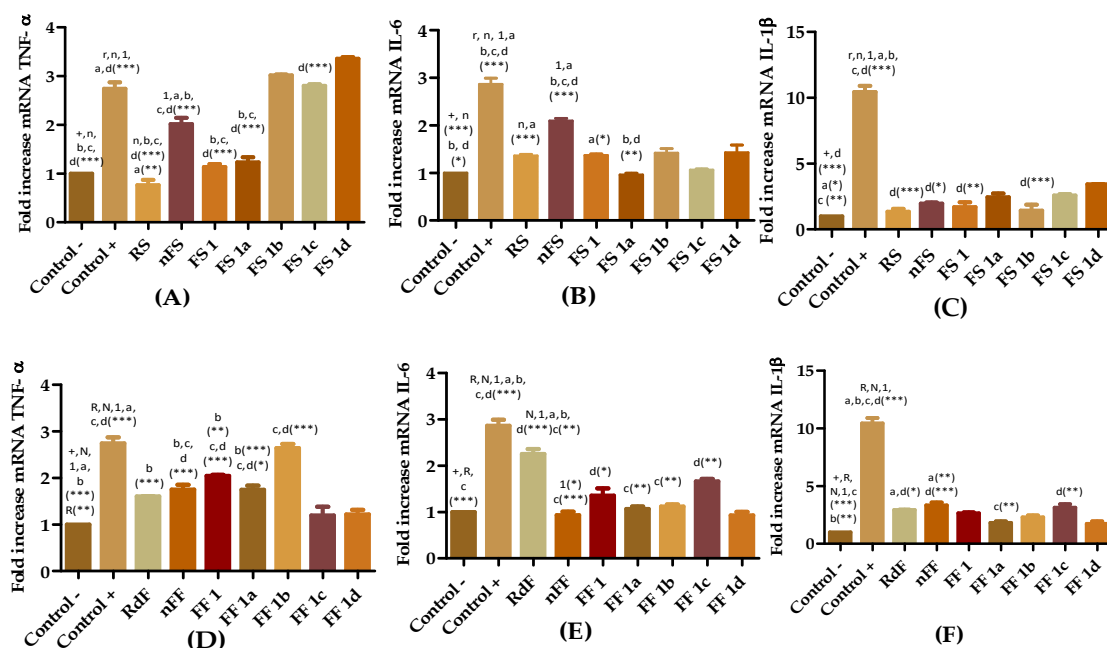 Fold increase mRNA TNF- α
4
3
2
1
0
+,n,
b,c,
d(***)
r,n,1,
a,d(***)
n,b,c,
d(***)
a(**)
1,a,b,
c,d(***)
b,c,
d(***)
b,c,
d(***)
d(***)
Control -
Control +
RS
nFS
FS 1
FS 1a
FS 1b
FS 1c
FS 1d
(A)
Fold increase mRNA IL-6
4
3
2
1
0
+,n
(***)
b,d
(*)
r,n,1,a
b,c,d
(***)
n,a
(***)
1,a
b,c,d
(***)
a(*)
b,d
(**)
Control -
Control +
RS
nFS
FS 1
FS 1a
FS 1b
FS 1c
FS 1d
(B)
Fold increase mRNA IL-1β
15
10
5
0
+,d
(***)
a(*)
c(**)
r,n,1,a,b,
c,d(***)
d(***)
d(*)
d(**)
d(***)
Control -
Control +
RS
nFS
FS 1
FS 1a
FS 1b
FS 1c
FS 1d
(C)
Fold increase mRNA TNF- α
4
3
2
1
0
+,N,
1,a,
b
(***)
R(**)
R,N,1,a,
c,d(***)
b
(***)
b,c,
d
(***)
b
(**)
c,d
(***)
b(***)
c,d(*)
c,d(***)
Control -
Control +
RdF
nFF
FF 1
FF 1a
FF 1b
FF 1c
FF 1d
(D)
Fold increase mRNA IL-6
4
3
2
1
0
+,R,
c
(***)
R,N,1,a,b,
c,d(***)
N,1,a,b,
d(***)c(**)
1(*)
c(***)
d(*)
c(**)
c(**)
d(**)
Control -
Control +
RdF
nFF
FF 1
FF 1a
FF 1b
FF 1c
FF 1d
(E)
Fold increase mRNA IL-1β
15
10
5
0
+,R,
N,1,c
(***)
b(**)
R,N,1,
a,b,c,d(***)
a,d(*)
a(**)
d(***)
c(**)
d(**)
Control -
Control +
RdF
nFF
FF 1
FF 1a
FF 1b
FF 1c
FF 1d
(F)